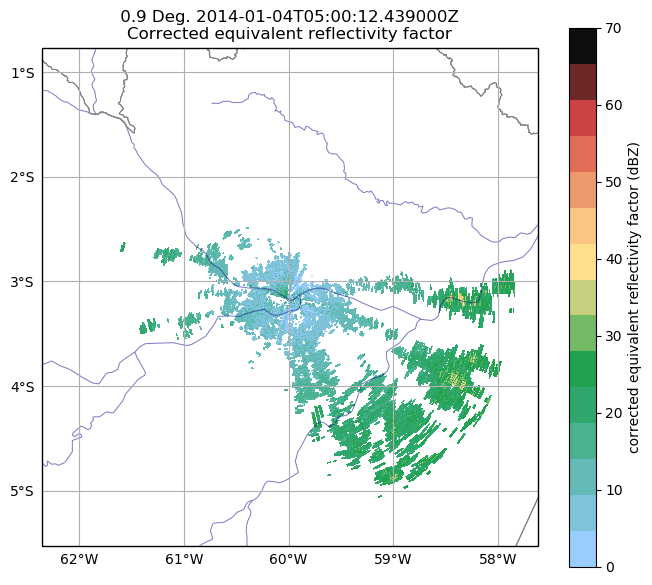 0.9 Deg. 2014-01-04T05:00:12.439000Z
Corrected equivalent reflectivity factor
1°S
2°S
3°S
4°S
5°S
62°W
61°W
60°W
59°W
58°W
70
60
50
40
30
20
10
0
corrected equivalent reflectivity factor (dBZ)